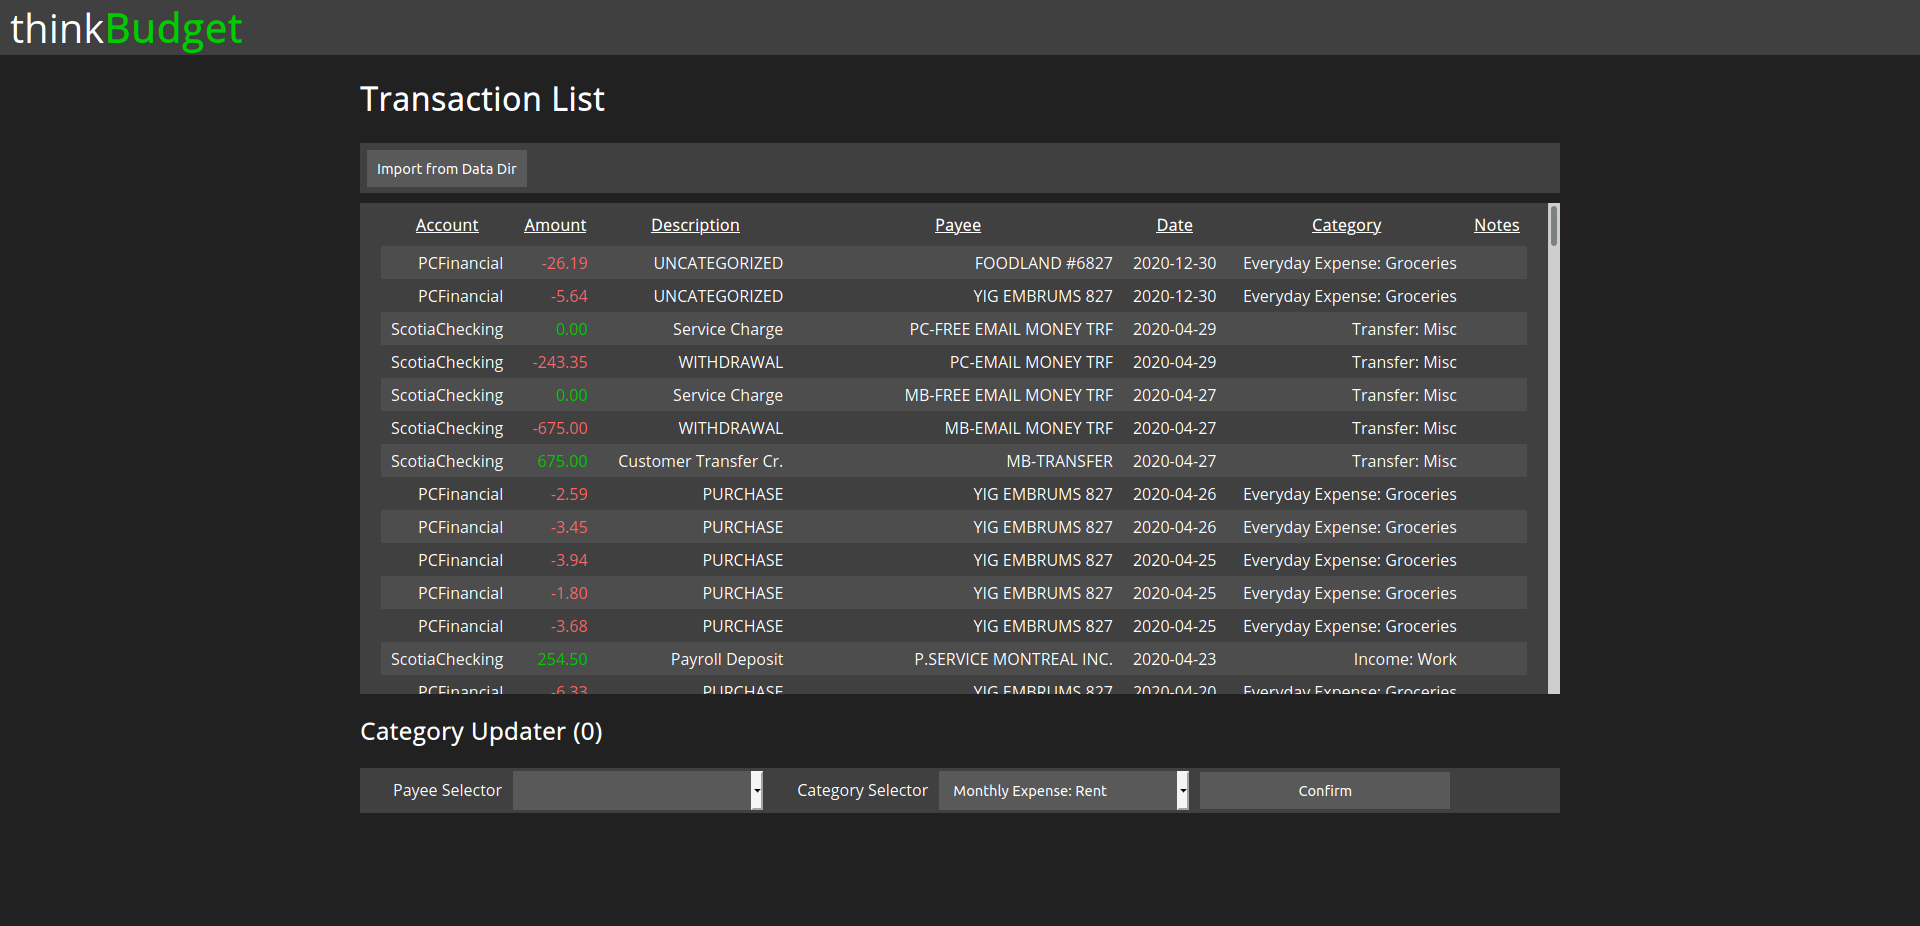 thinkBudget
Transaction List
Import from Data Dir
Account Amount Description Payee Date Category Notes
PCFinancial -26.19 UNCATEGORIZED FOODLAND #6827 2020-12-30 Everyday Expense: Groceries
PCFinancial -5.64 UNCATEGORIZED YIG EMBRUMS 827 2020-12-30 Everyday Expense: Groceries
ScotiaChecking 0.00 Service Charge PC-FREE EMAIL MONEY TRF 2020-04-29 Transfer: Misc
ScotiaChecking -243.35 WITHDRAWAL PC-EMAIL MONEY TRF 2020-04-29 Transfer: Misc
ScotiaChecking 0.00 Service Charge MB-FREE EMAIL MONEY TRF 2020-04-27 Transfer: Misc
ScotiaChecking -675.00 WITHDRAWAL MB-EMAIL MONEY TRF 2020-04-27 Transfer: Misc
ScotiaChecking 675.00 Customer Transfer Cr. MB-TRANSFER 2020-04-27 Transfer: Misc
PCFinancial -2.59 PURCHASE YIG EMBRUMS 827 2020-04-26 Everyday Expense: Groceries
PCFinancial -3.45 PURCHASE YIG EMBRUMS 827 2020-04-26 Everyday Expense: Groceries
PCFinancial -3.94 PURCHASE YIG EMBRUMS 827 2020-04-25 Everyday Expense: Groceries
PCFinancial -1.80 PURCHASE YIG EMBRUMS 827 2020-04-25 Everyday Expense: Groceries
PCFinancial -3.68 PURCHASE YIG EMBRUMS 827 2020-04-25 Everyday Expense: Groceries
ScotiaChecking 254.50 Payroll Deposit P.SERVICE MONTREAL INC. 2020-04-23 Income: Work
PCFinancial -6.33 PURCHASE YIG EMBRUMS 827 2020-04-20 Everyday Expense: Groceries
Category Updater (0)
Payee Selector Category Selector Monthly Expense: Rent Confirm